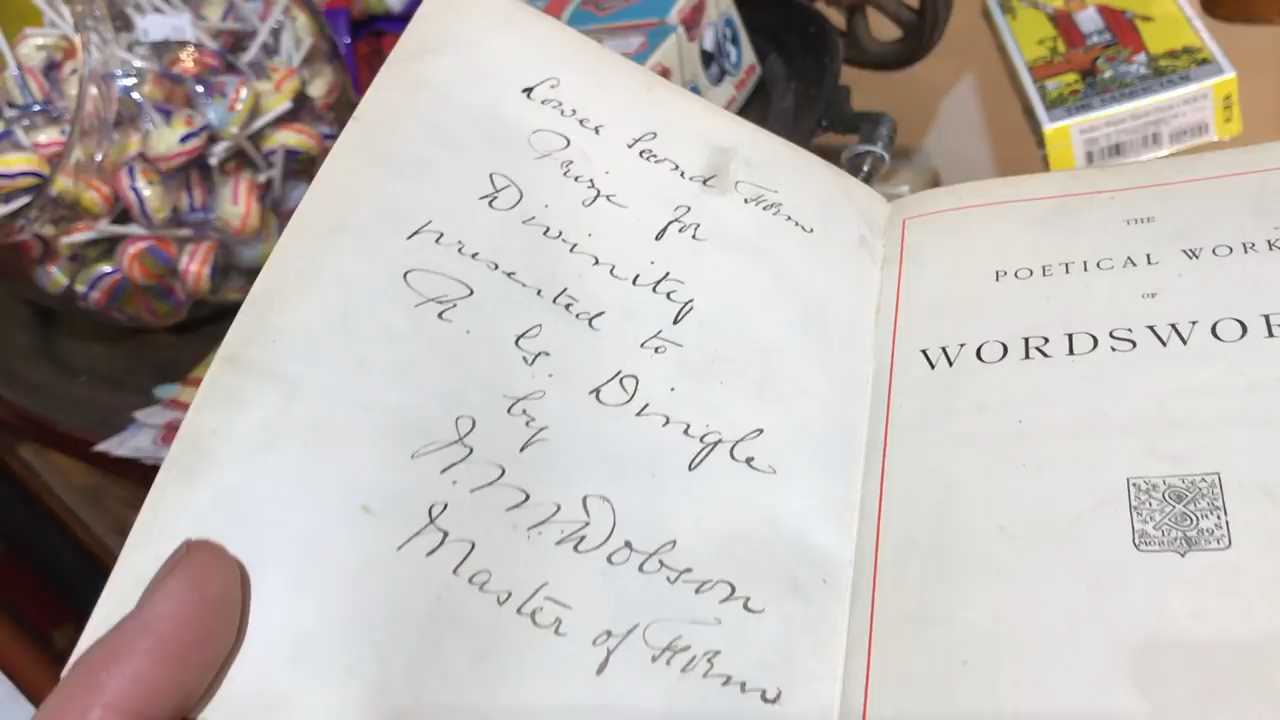 Lower Second Form
Prize for
Divinity
presented to
R. G. Dingle
by
Dobson
Master of Form
THE
POETICAL WORK
OF
WORDSWOR